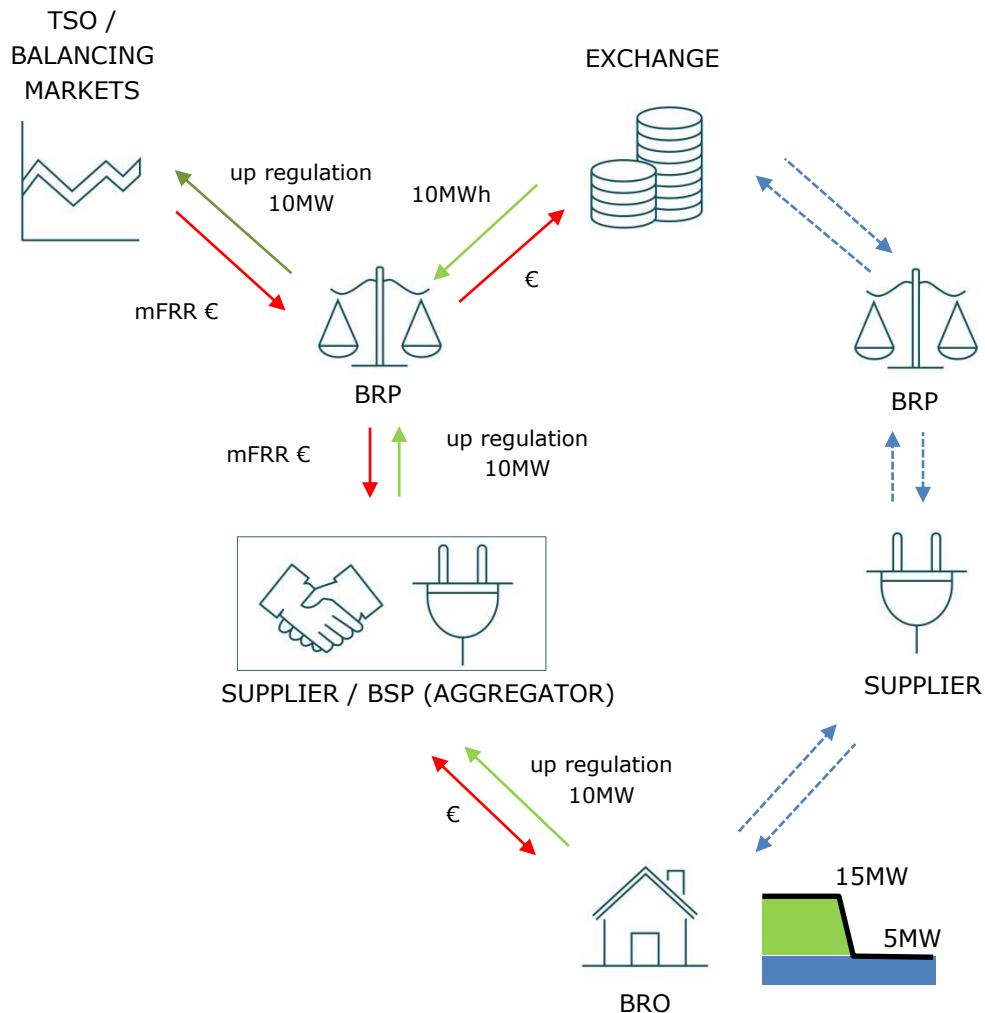 TSO /
BALANCING
MARKETS
EXCHANGE
up regulation
10MW
10MWh
mFRR €
€
BRP
BRP
mFRR €
up regulation
10MW
SUPPLIER / BSP (AGGREGATOR)
SUPPLIER
up regulation
10MW
€
15MW
5MW
BRO